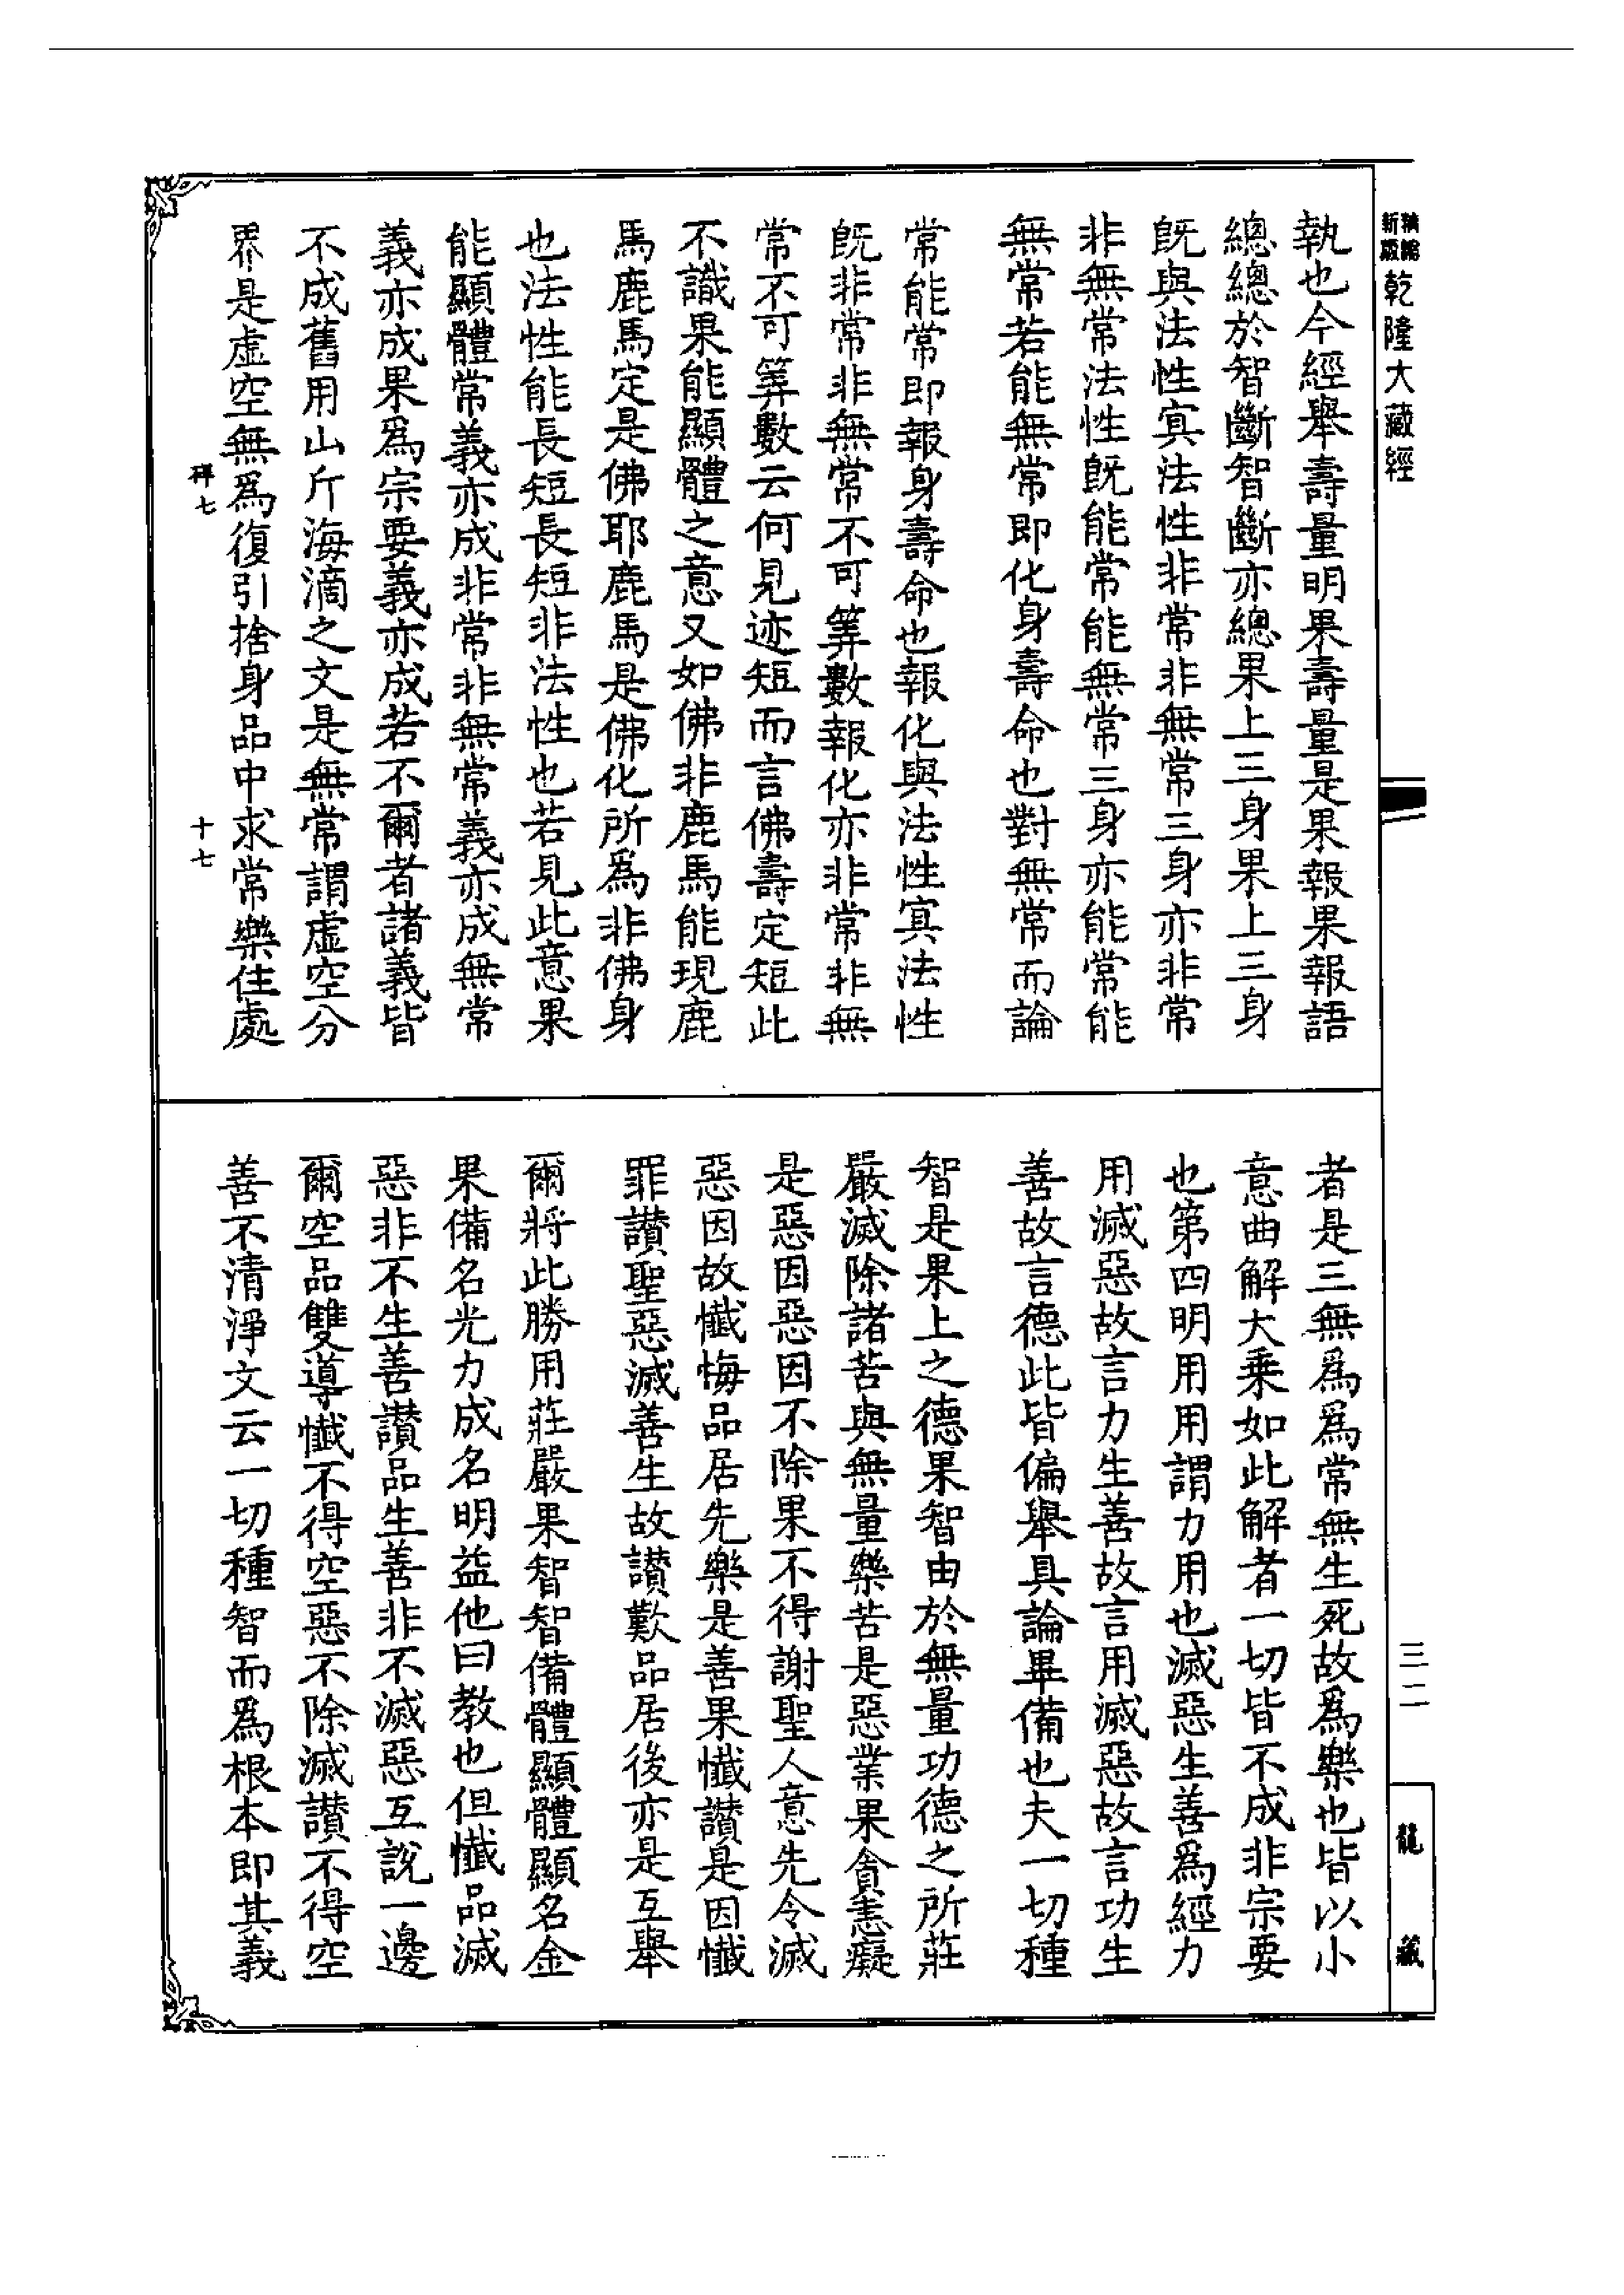 新編
縮版
乾隆大藏經
執也今經舉壽量明果壽量是果報果報語
總總於智斷智斷亦總果上三身果上三身
旣與法性㝠法性非常非無常三身亦非常
非無常法性旣能常能無常三身亦能常能
無常若能無常即化身壽命也對無常而論
常能常即報身壽命也報化與法性㝠法性
旣非常非無常不可筭數報化亦非常非無
常不可筭數云何見迹短而言佛壽定短此
不識果能顯體之意又如佛非鹿馬能現鹿
馬鹿馬定是佛耶鹿馬是佛化所爲非佛身
也法性能長短長短非法性也若見此意果
能顯體常義亦成非常非無常義亦成無常
義亦成果爲宗要義亦成若不爾者諸義皆
不成舊用山斤海滴之文是無常謂虛空分
界是虛空無爲復引捨身品中求常樂住處
十七
者是三無爲爲常無生死故爲樂也皆以小
意曲解大乘如此解者一切皆不成非宗要
也第四明用用謂力用也滅惡生善爲經力
用滅惡故言力生善故言用滅惡故言功生
善故言德此皆偏舉具論畢備也夫一切種
智是果上之德果智由於無量功德之所莊
嚴滅除諸苦與無量樂苦是惡業果貪恚癡
是惡因惡因不除果不得謝聖人意先令滅
惡因故懺悔品居先樂是善果懺讚是因懺
罪讚聖惡滅善生故讚歎品居後亦是互舉
爾將此勝用莊嚴果智智備體顯體顯名金
果備名光力成名明益他曰教也但懺品滅
惡非不生善讚品生善非不滅惡互說一邊
爾空品雙導懺不得空惡不除滅讚不得空
善不清淨文云一切種智而爲根本即其義
三二
龍藏